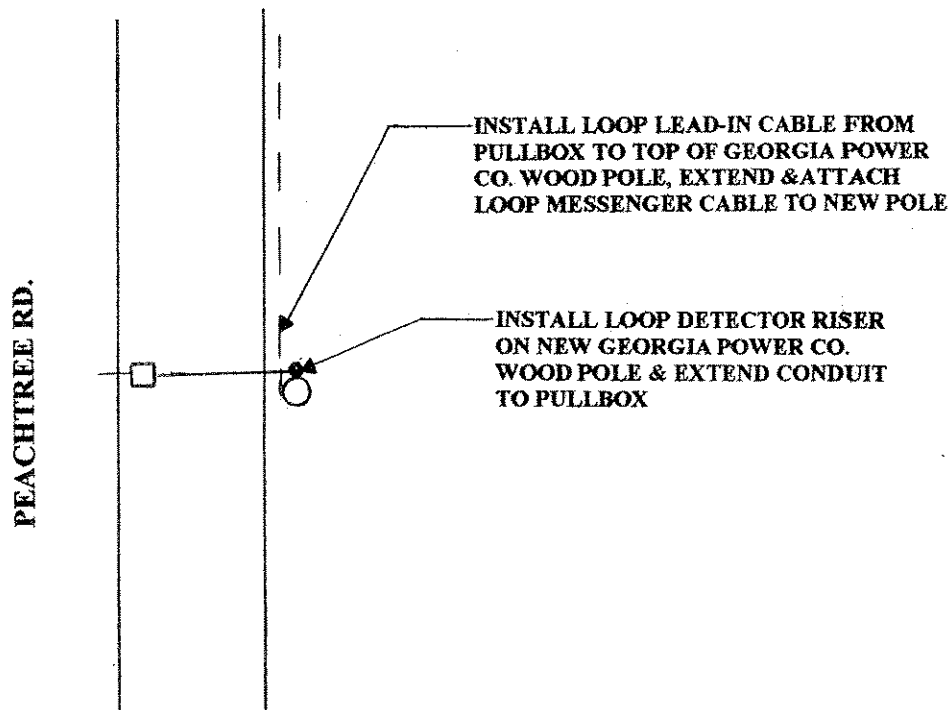 INSTALL LOOP LEAD-IN CABLE FROM
PULLBOX TO TOP OF GEORGIA POWER
CO. WOOD POLE, EXTEND &ATTACH
LOOP MESSENGER CABLE TO NEW POLE
INSTALL LOOP DETECTOR RISER
ON NEW GEORGIA POWER CO.
WOOD POLE & EXTEND CONDUIT
TO PULLBOX
PEACHTREE RD.